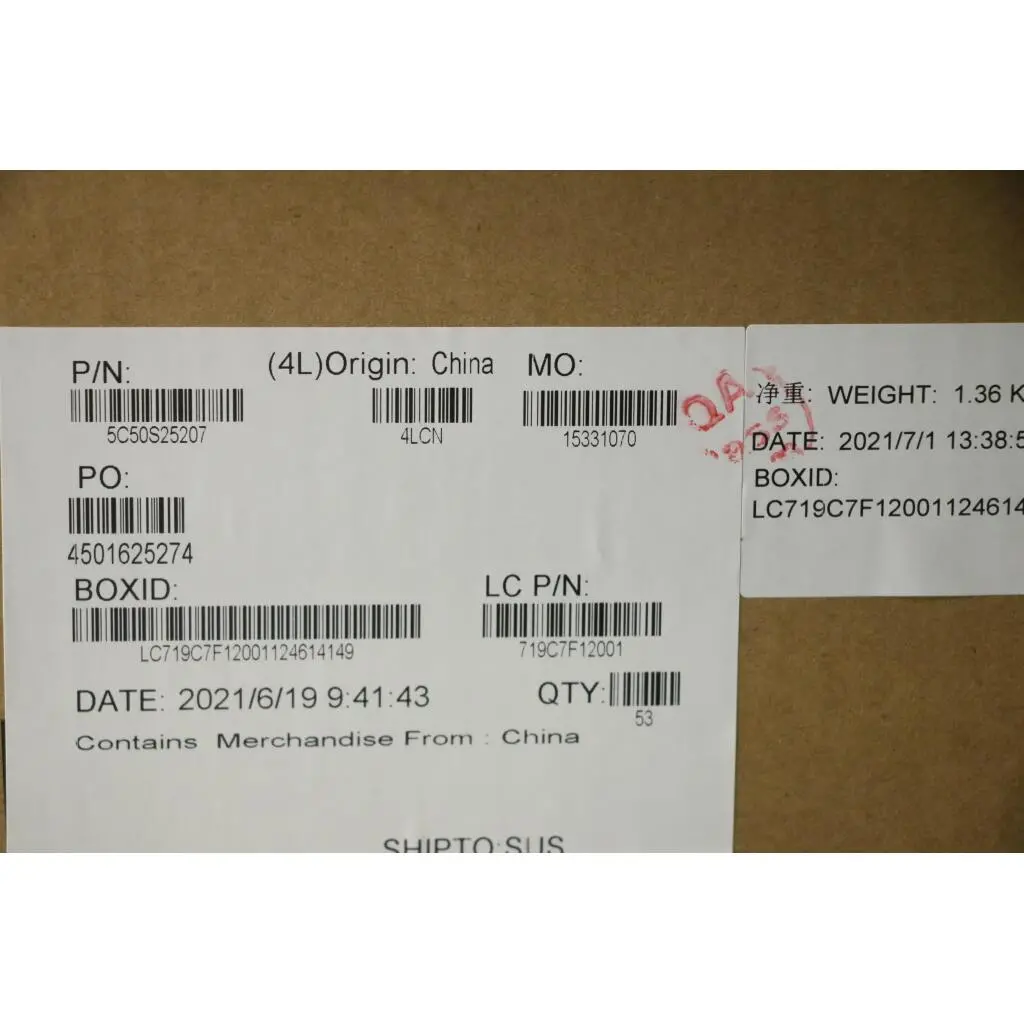 P/N: (4L)Origin: China MO:
5C50S25207 4LCN 15331070
PO:
4501625274
BOXID: LC P/N:
LC719C7F12001124614149 719C7F12001
DATE: 2021/6/19 9:41:43 QTY:
53
Contains Merchandise From : China
SHIPTO:SUS
QA
净重: WEIGHT: 1.36 K
DATE: 2021/7/1 13:38:5
BOXID:
LC719C7F12001124614